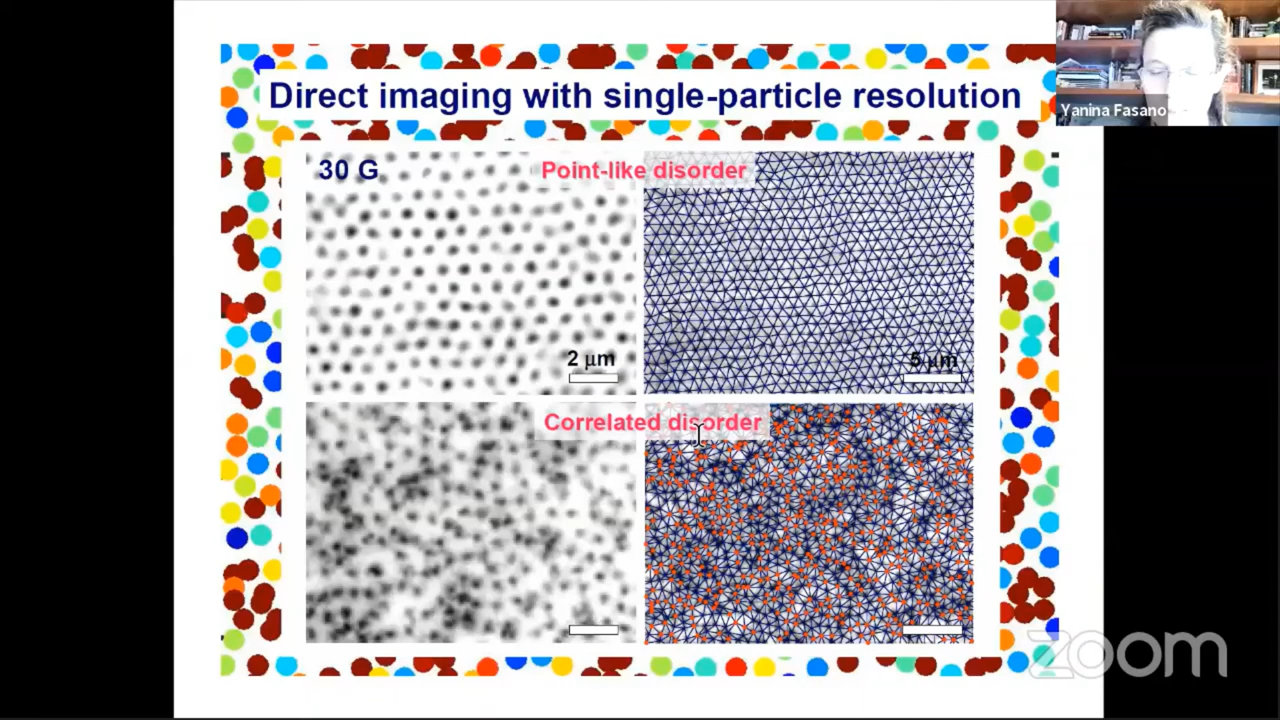 Direct imaging with single-particle resolution
Yanina Fasano
30 G
Point-like disorder
2 μm
5 μm
Correlated disorder
zoom